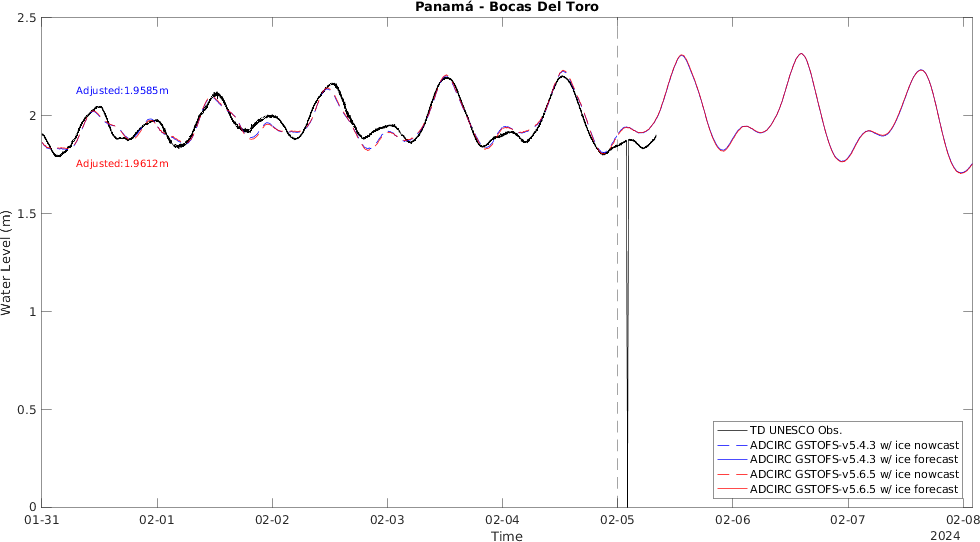 Panamá - Bocas Del Toro
2.5
2
1.5
1
0.5
0
Water Level (m)
Adjusted:1.9585m
Adjusted:1.9612m
TD UNESCO Obs.
ADCIRC GSTOFS-v5.4.3 w/ ice nowcast
ADCIRC GSTOFS-v5.4.3 w/ ice forecast
ADCIRC GSTOFS-v5.6.5 w/ ice nowcast
ADCIRC GSTOFS-v5.6.5 w/ ice forecast
01-31 02-01 02-02 02-03 02-04 02-05 02-06 02-07 02-08
Time
2024